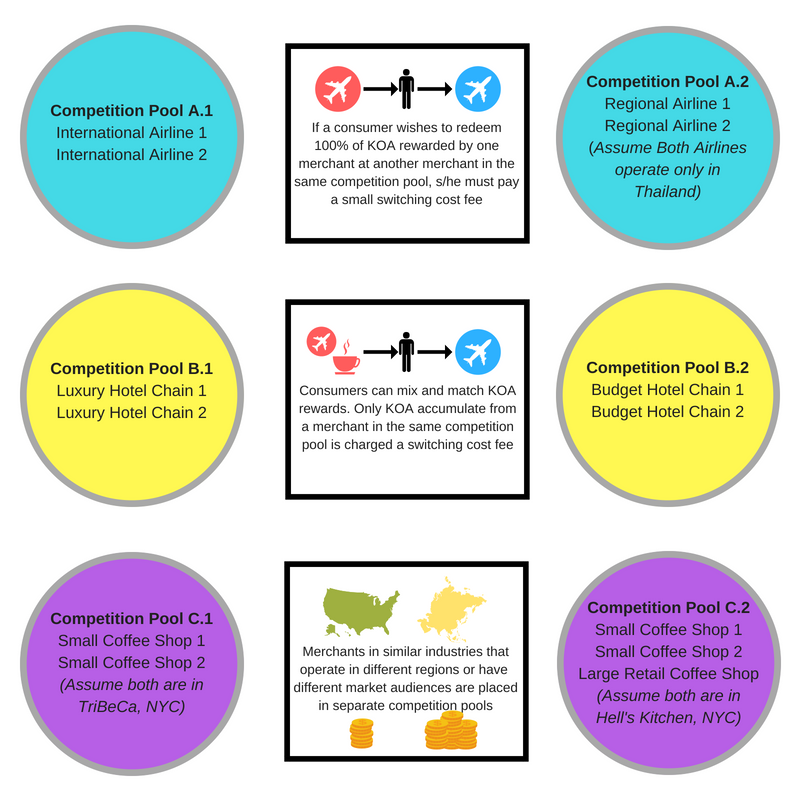 Competition Pool A.1
International Airline 1
International Airline 2
If a consumer wishes to redeem
100% of KOA rewarded by one
merchant at another merchant in the
same competition pool, s/he must pay
a small switching cost fee
Competition Pool A.2
Regional Airline 1
Regional Airline 2
(Assume Both Airlines
operate only in
Thailand)
Competition Pool B.1
Luxury Hotel Chain 1
Luxury Hotel Chain 2
Consumers can mix and match KOA
rewards. Only KOA accumulate from
a merchant in the same competition
pool is charged a switching cost fee
Competition Pool B.2
Budget Hotel Chain 1
Budget Hotel Chain 2
Competition Pool C.1
Small Coffee Shop 1
Small Coffee Shop 2
(Assume both are in
TriBeCa, NYC)
Merchants in similar industries that
operate in different regions or have
different market audiences are placed
in separate competition pools
Competition Pool C.2
Small Coffee Shop 1
Small Coffee Shop 2
Large Retail Coffee Shop
(Assume both are in
Hell's Kitchen, NYC)